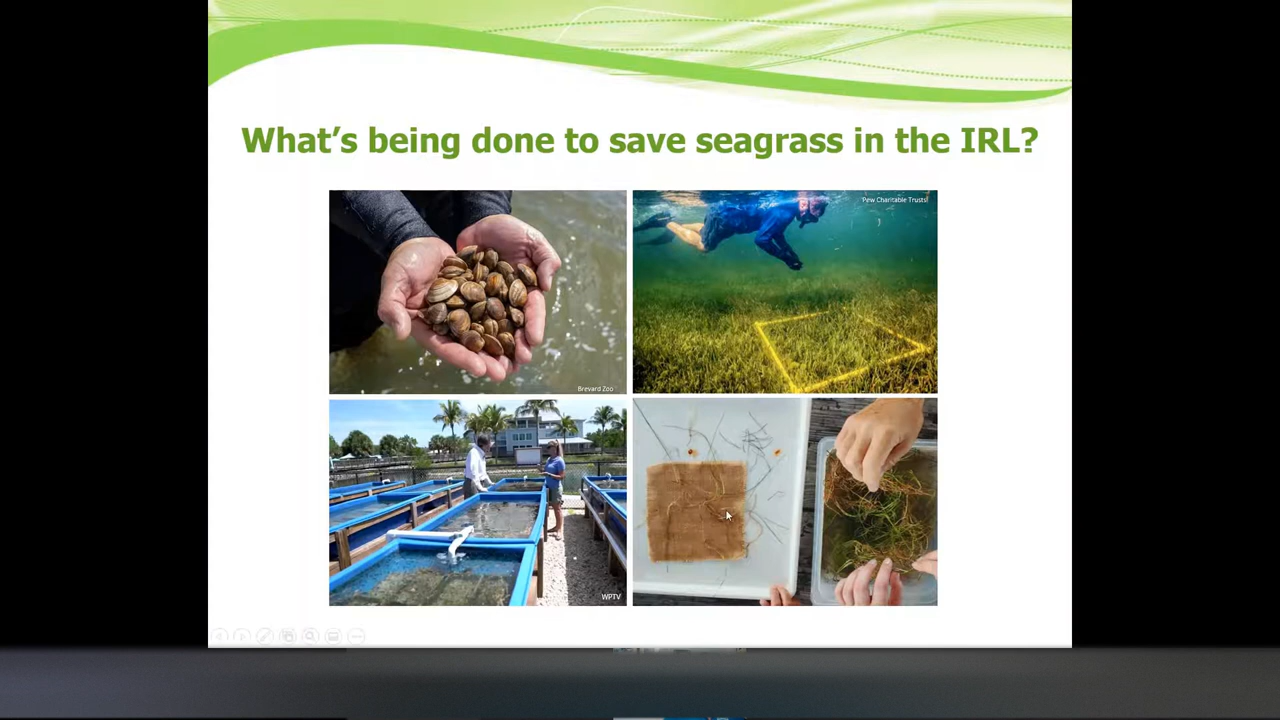 What's being done to save seagrass in the IRL?
Pew Charitable Trusts
Brevard Zoo
WPTV